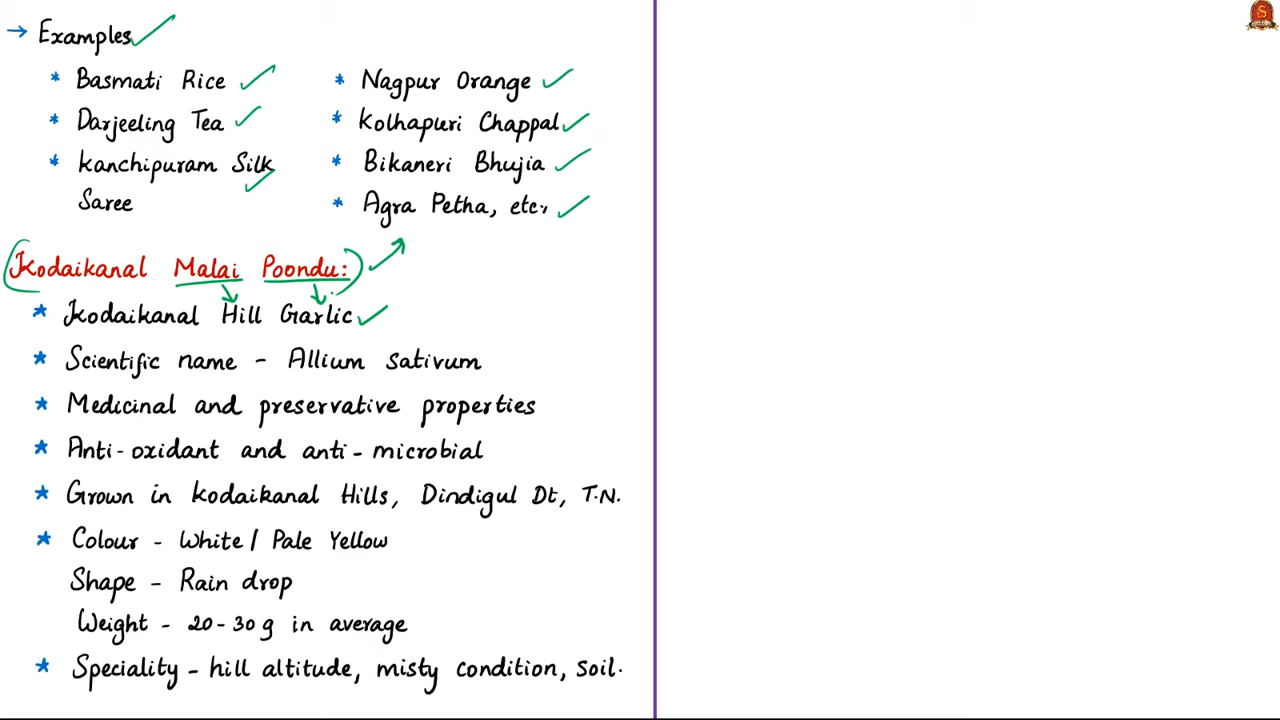 → Examples
* Basmati Rice
* Darjeeling Tea
* Kanchipuram Silk
Saree
* Nagpur Orange
* Kolhapuri Chappal
* Bikaneri Bhujia
* Agra Petha, etc.
Kodaikanal Malai Poondu:
* Kodaikanal Hill Garlic
* Scientific name - Allium sativum
* Medicinal and preservative properties
* Anti-oxidant and anti-microbial
* Grown in Kodaikanal Hills, Dindigul Dt, T.N.
* Colour - White / Pale Yellow
Shape - Rain drop
Weight - 20-30 g in average
* Speciality - hill altitude, misty condition, soil.